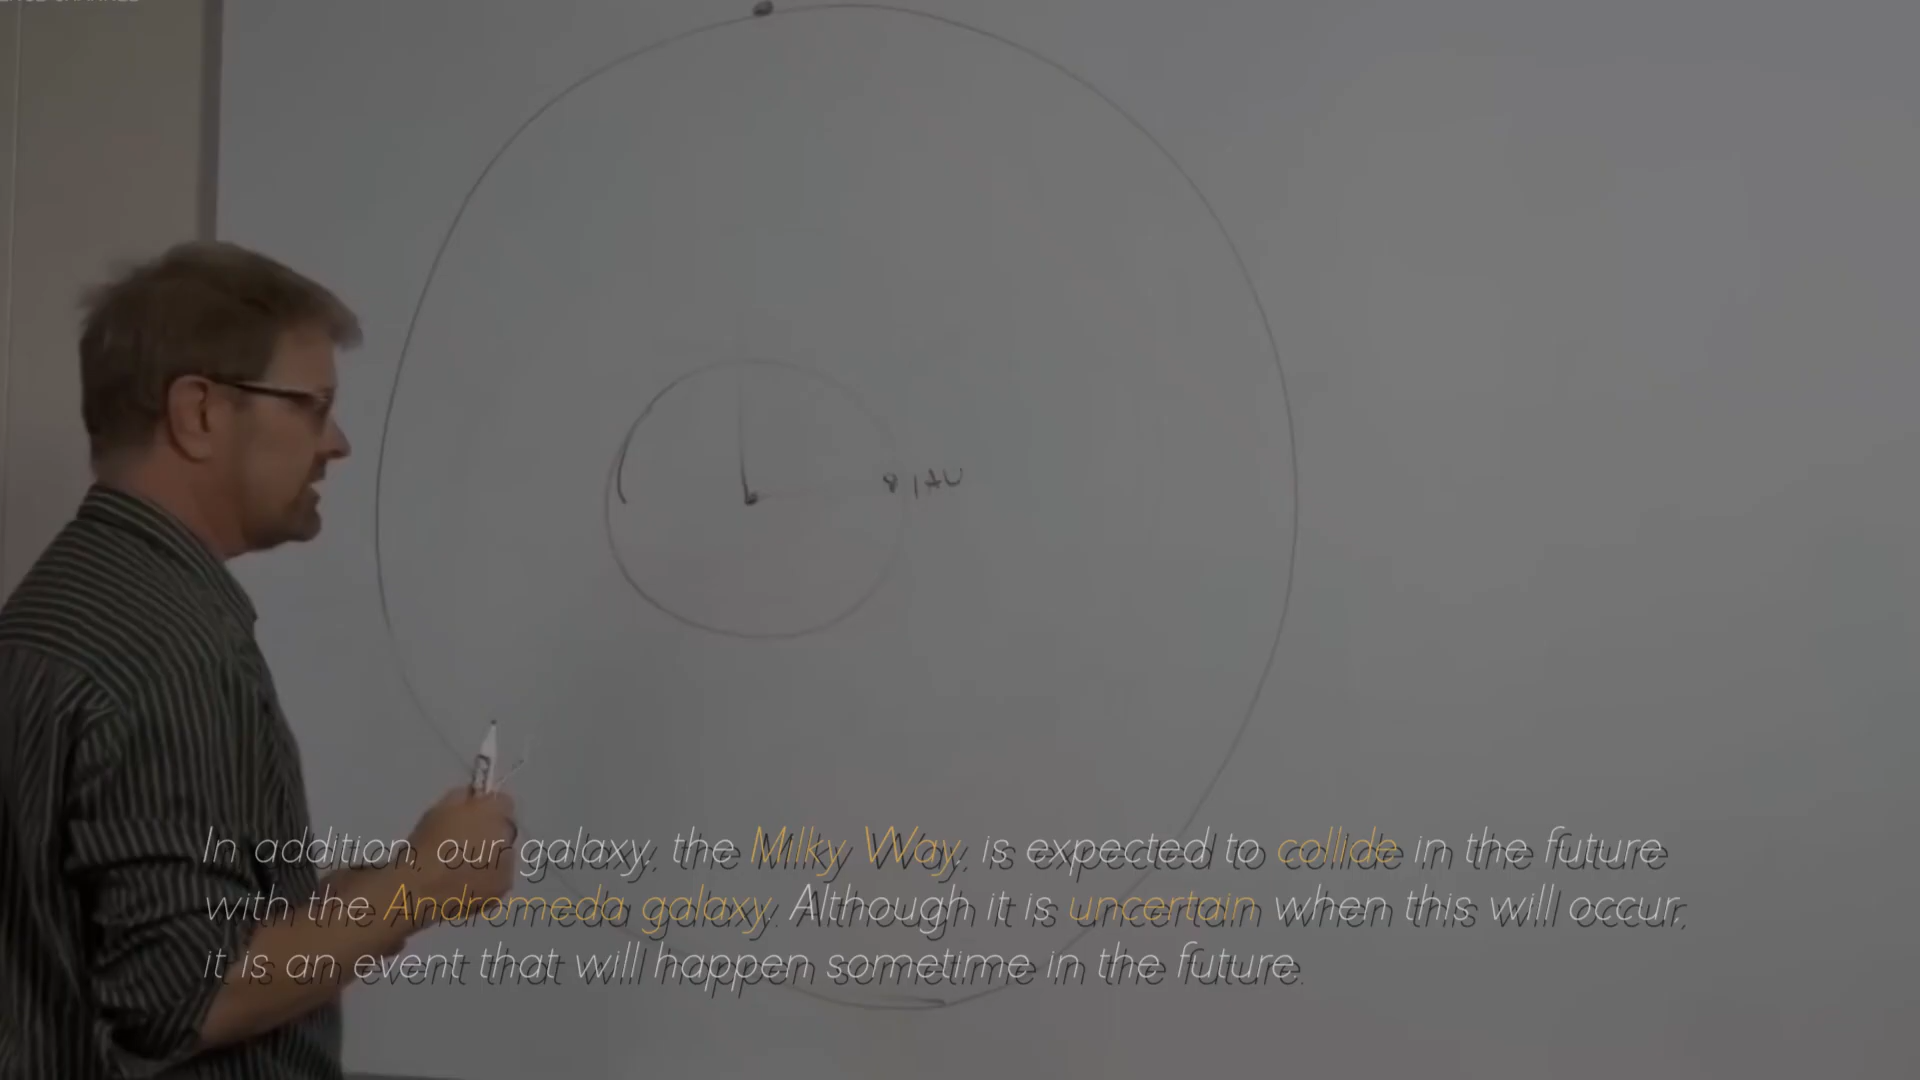 1AU
In addition, our galaxy, the Milky Way, is expected to collide in the future
with the Andromeda galaxy. Although it is uncertain when this will occur,
it is an event that will happen sometime in the future.